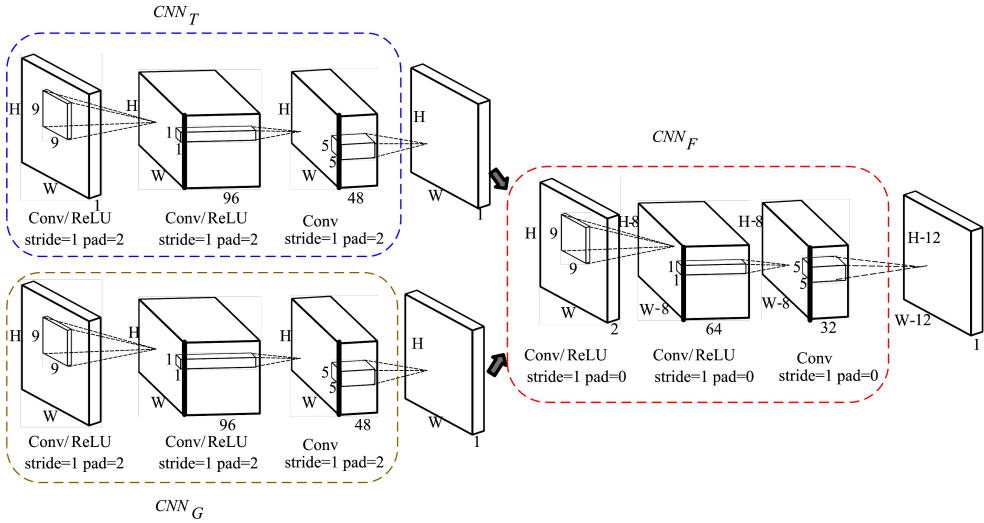 CNN T
H
9
9
W
1
Conv/ReLU
stride=1 pad=2
H
1
1
W
96
Conv/ReLU
stride=1 pad=2
H
5
5
W
48
Conv
stride=1 pad=2
H
W
1
H
9
9
W
1
Conv/ReLU
stride=1 pad=2
H
1
1
W
96
Conv/ReLU
stride=1 pad=2
H
5
5
W
48
Conv
stride=1 pad=2
H
W
1
CNN G
CNN F
H
9
9
W
2
Conv/ReLU
stride=1 pad=0
H-8
1
1
W-8
64
Conv/ReLU
stride=1 pad=0
H-8
5
5
W-8
32
Conv
stride=1 pad=0
H-12
W-12
1